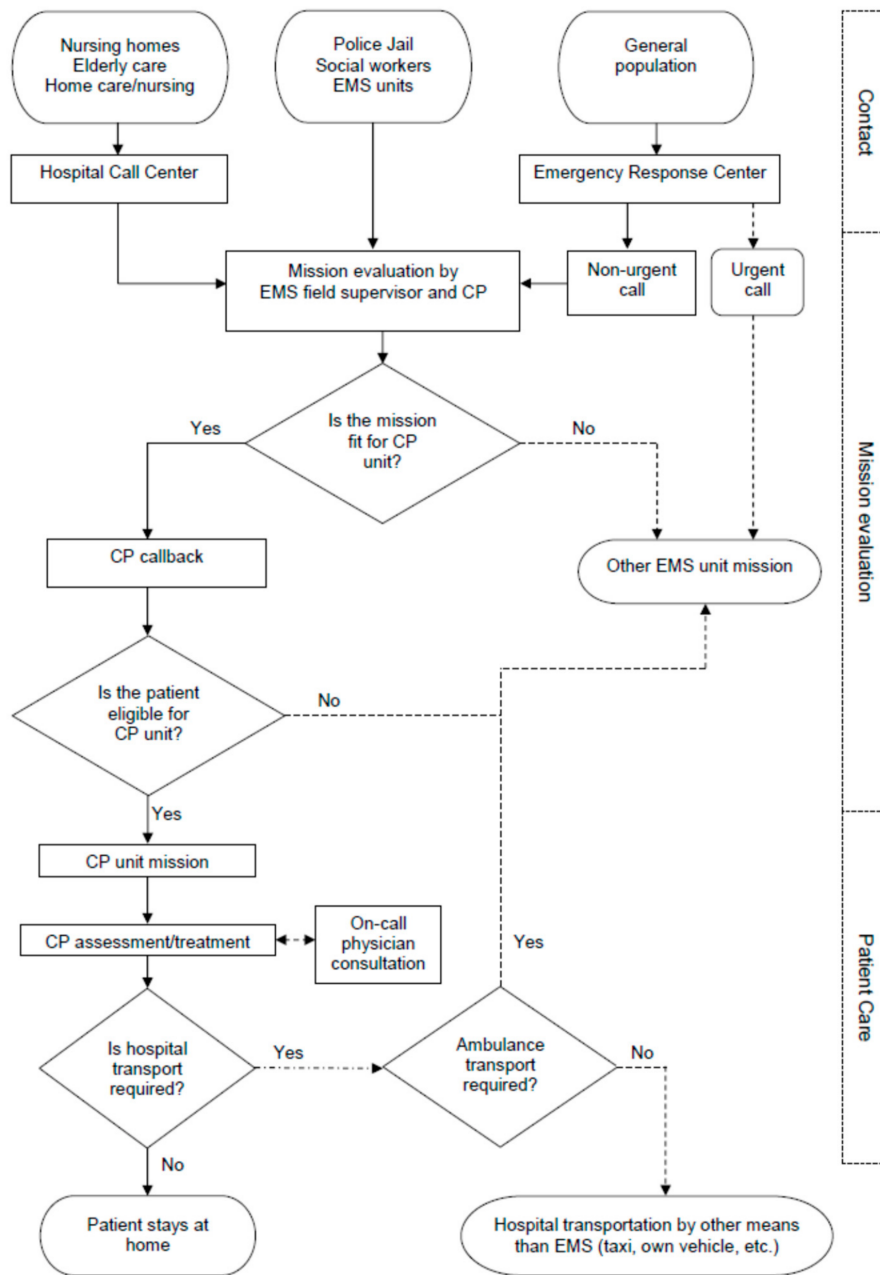 Nursing homes
Elderly care
Home care/nursing
Police Jail
Social workers
EMS units
General
population
Contact
Hospital Call Center
Emergency Response Center
Mission evaluation by
EMS field supervisor and CP
Non-urgent
call
Urgent
call
Mission evaluation
Is the mission
fit for CP
unit?
Yes
No
CP callback
Other EMS unit mission
Is the patient
eligible for
CP unit?
No
Yes
CP unit mission
CP assessment/treatment
On-call
physician
consultation
Patient Care
Yes
Is hospital
transport
required?
Yes
Ambulance
transport
required?
No
No
Patient stays at
home
Hospital transportation by other means
than EMS (taxi, own vehicle, etc.)